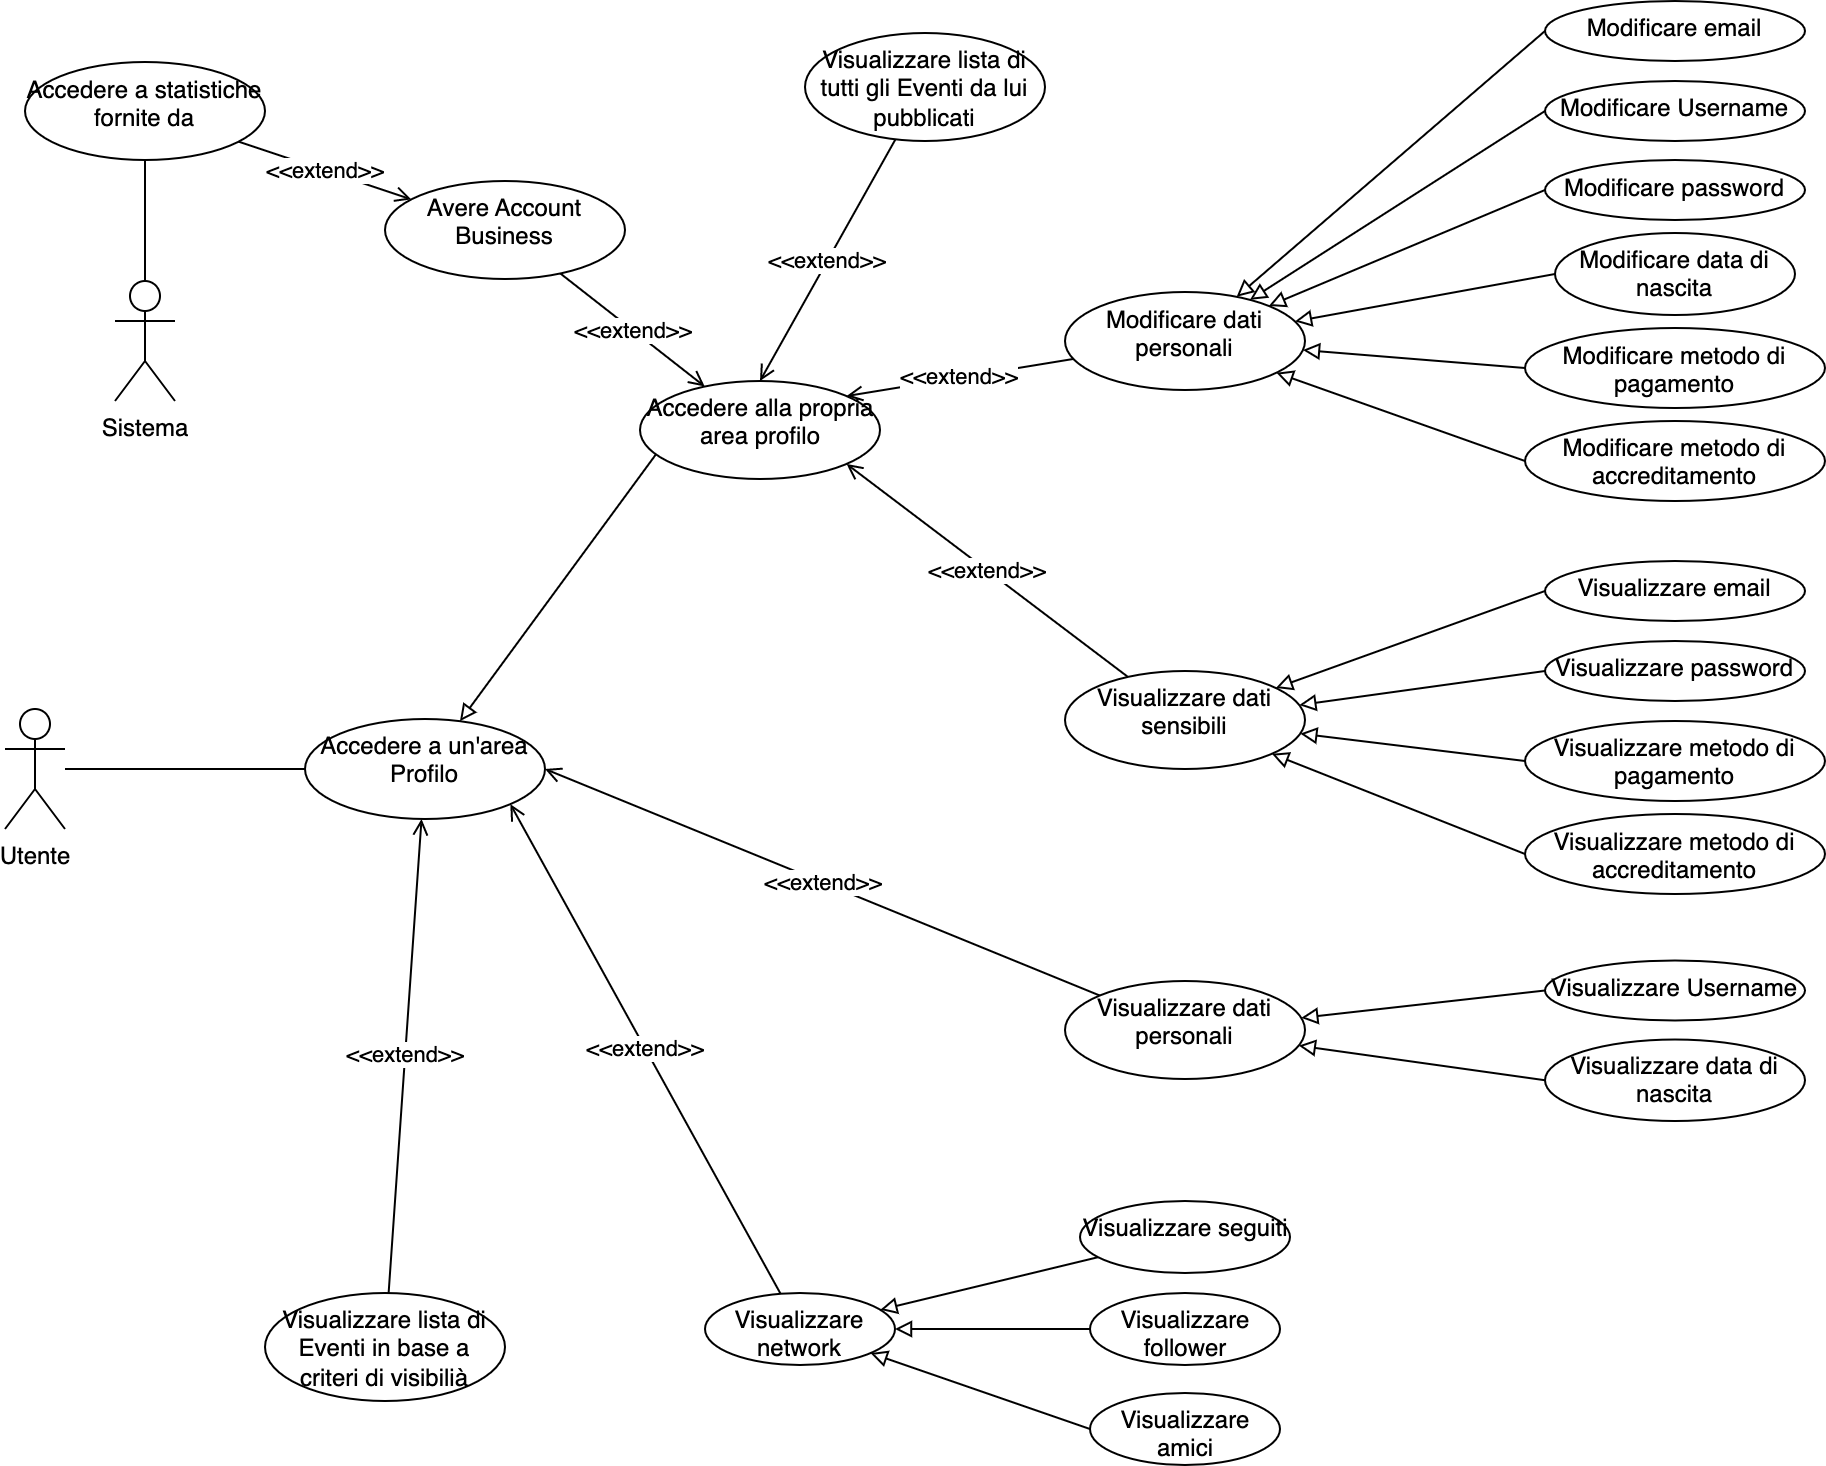 Modificare email
Visualizzare lista di
tutti gli Eventi da lui
pubblicati
Accedere a statistiche
fornite da
Modificare Username
<<extend>>
Modificare password
Avere Account
Business
<<extend>>
Modificare data di
nascita
<<extend>>
Modificare dati
personali
Modificare metodo di
pagamento
<<extend>>
Accedere alla propria
area profilo
Sistema
Modificare metodo di
accreditamento
<<extend>>
Visualizzare email
Visualizzare password
Visualizzare dati
sensibili
Visualizzare metodo di
pagamento
Accedere a un'area
Profilo
Utente
Visualizzare metodo di
accreditamento
<<extend>>
Visualizzare Username
Visualizzare dati
personali
<<extend>>
<<extend>>
Visualizzare data di
nascita
Visualizzare seguiti
Visualizzare lista di
Eventi in base a
criteri di visibilià
Visualizzare
network
Visualizzare
follower
Visualizzare
amici